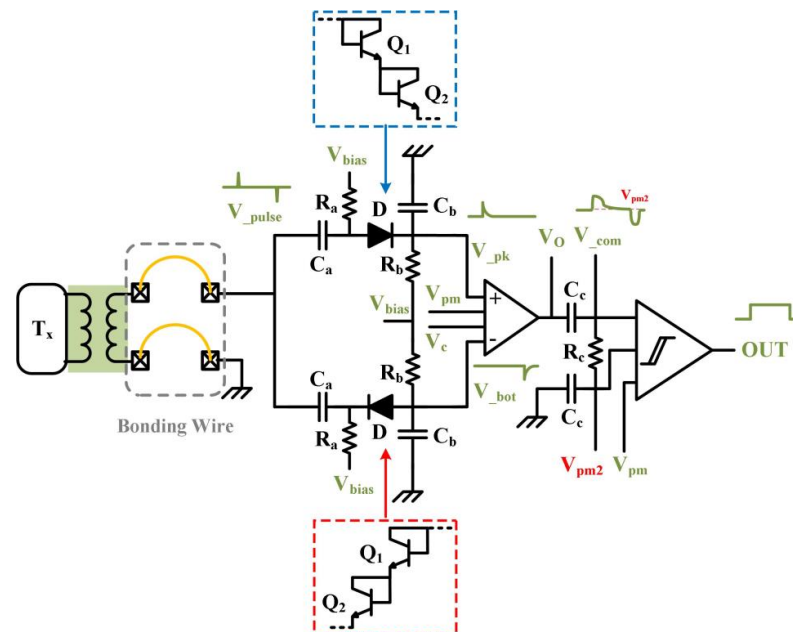 Q1
Q2
Vbias
V_pulse
Ra
D
Cb
Ca
Rb
V_pk
VO
Vpm2
V_com
Tx
Vbias
Vpm
Vc
+
-
Cc
Rc
OUT
Ca
Rb
V_bot
Cc
Bonding Wire
Ra
D
Cb
Vbias
Vpm2
Vpm
Q1
Q2